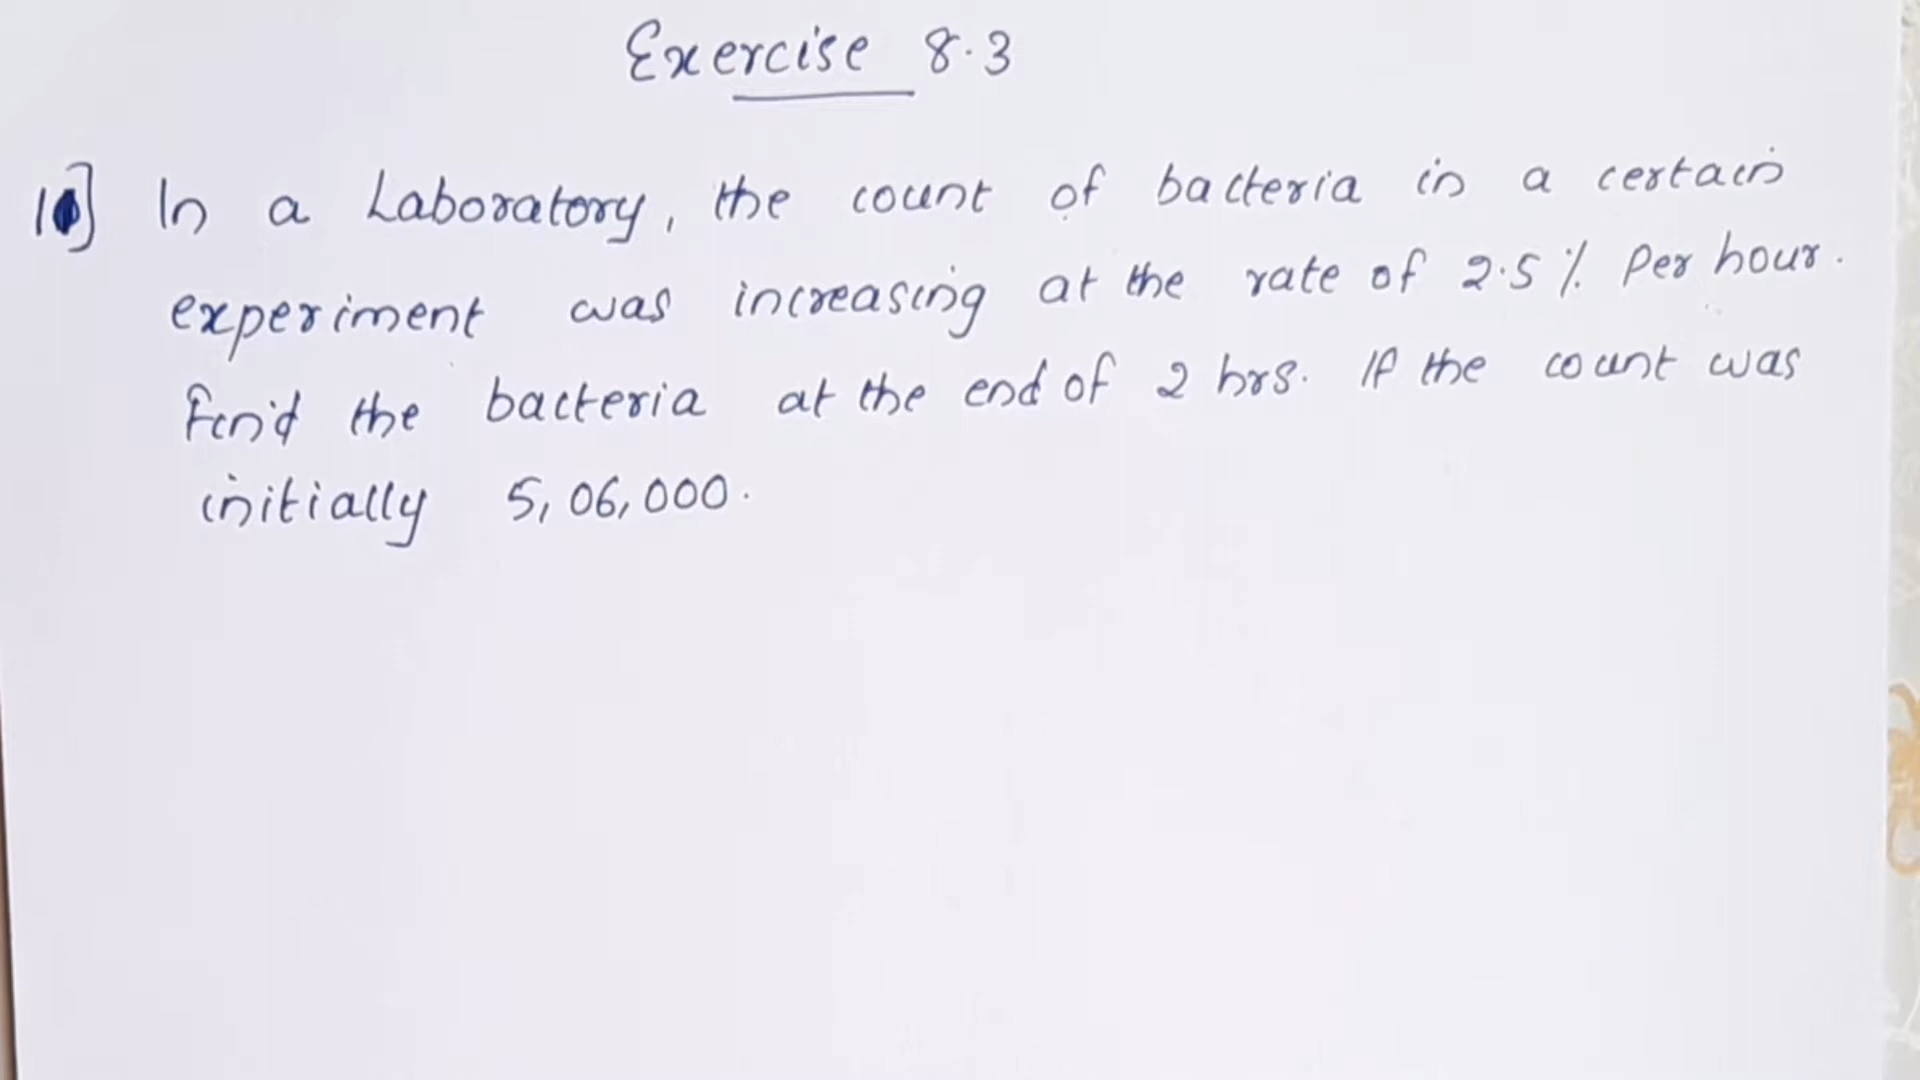 Exercise 8.3
In a Laboratory, the count of bacteria in a certain
experiment was increasing at the rate of 2.5% Per hour.
Find the bacteria at the end of 2 hrs. If the count was
initially 5,06,000.